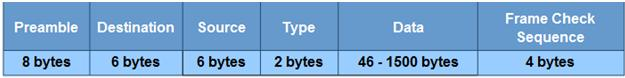 Preamble Destination Source Type Data Frame Check Sequence
8 bytes 6 bytes 6 bytes 2 bytes 46 - 1500 bytes 4 bytes